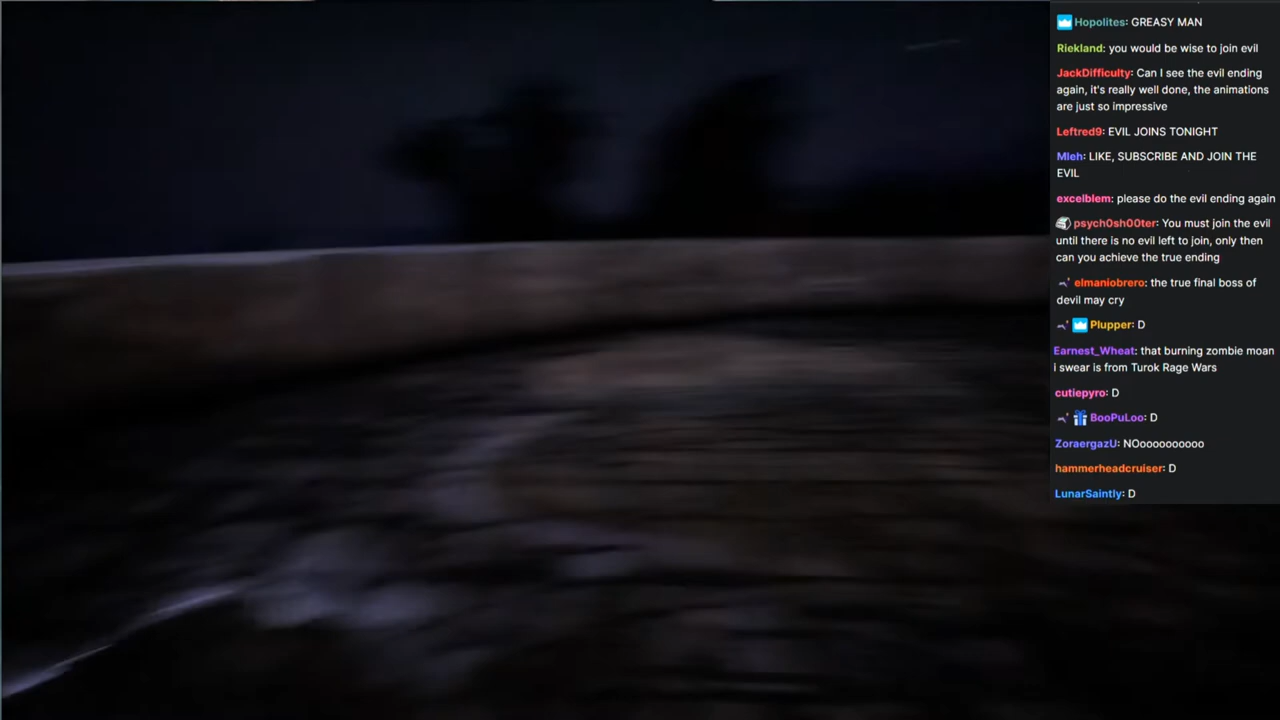 Hopolites: GREASY MAN
Riekland: you would be wise to join evil
JackDifficulty: Can I see the evil ending
again, it's really well done, the animations
are just so impressive
Leftred9: EVIL JOINS TONIGHT
Mleh: LIKE, SUBSCRIBE AND JOIN THE
EVIL
excelblem: please do the evil ending again
psych0sh00ter: You must join the evil
until there is no evil left to join, only then
can you achieve the true ending
elmaniobrero: the true final boss of
devil may cry
Plupper: D
Earnest_Wheat: that burning zombie moan
i swear is from Turok Rage Wars
cutiepyro: D
BooPuLoo: D
ZoraergazU: NOoooooooooo
hammerheadcruiser: D
LunarSaintly: D